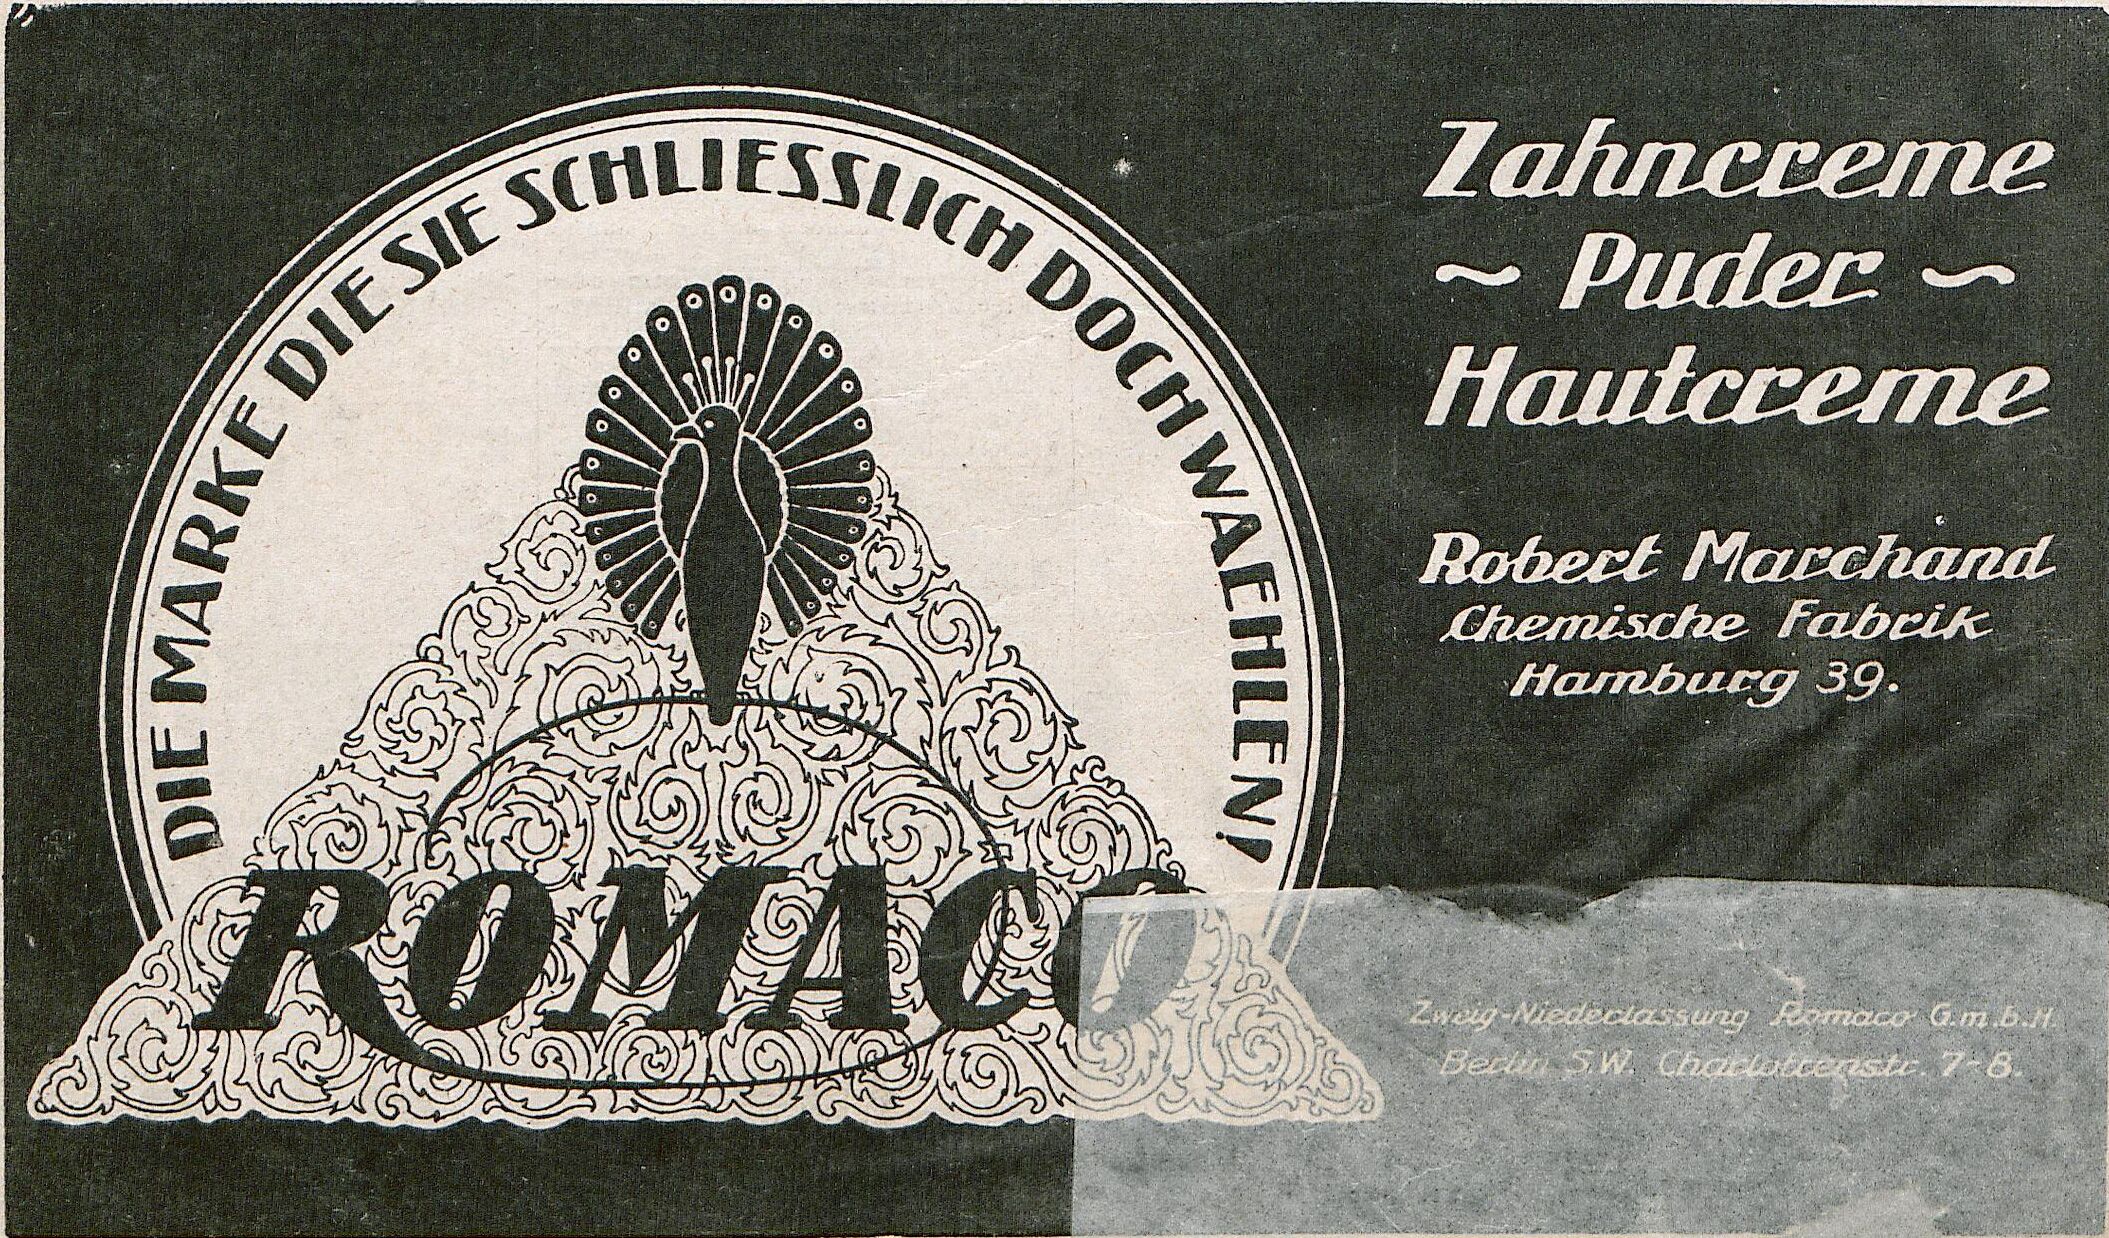 DIE MARKE DIE SIE SCHLIESSLICH DOCH WAEHLEN!
ROMACO
Zahncreme
~ Puder ~
Hautcreme
Robert Marchand
Chemische Fabrik
Hamburg 39.
Zweig-Niederlassung Romaco G.m.b.H.
Berlin S.W. Charlottenstr. 7-8.